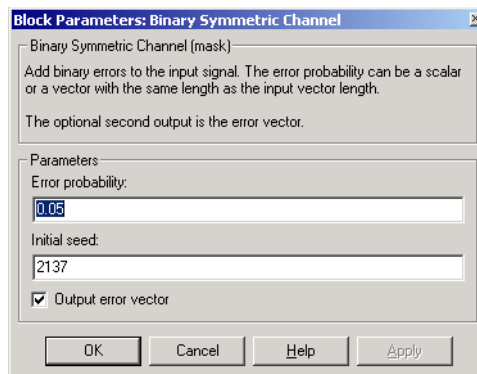 Block Parameters: Binary Symmetric Channel
Binary Symmetric Channel (mask)
Add binary errors to the input signal. The error probability can be a scalar
or a vector with the same length as the input vector length.
The optional second output is the error vector.
Parameters
Error probability:
0.05
Initial seed:
2137
Output error vector
OK Cancel Help Apply